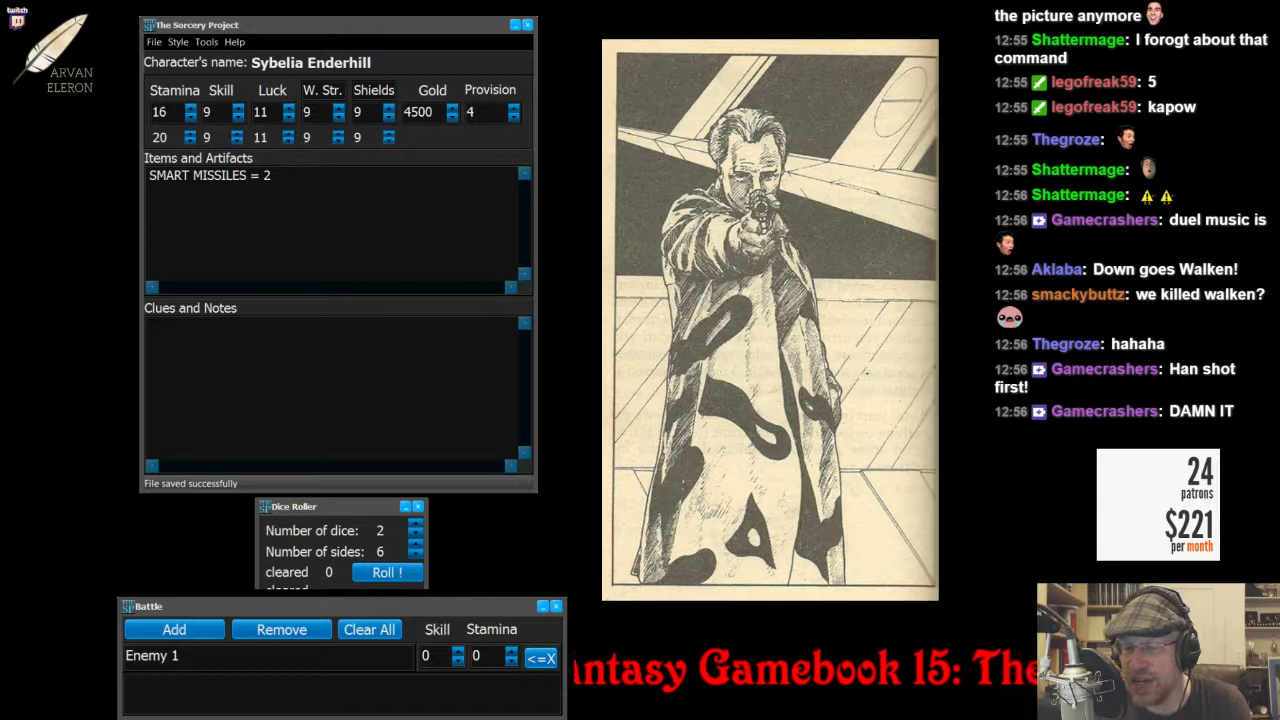 twitch
ARVAN
ELERON
The Sorcery Project
File Style Tools Help
Character's name: Sybelia Enderhill
Stamina Skill Luck W. Str. Shields Gold Provision
16 9 11 9 9 4500 4
20 9 11 9 9
Items and Artifacts
SMART MISSILES = 2
Clues and Notes
File saved successfully
Dice Roller
Number of dice: 2
Number of sides: 6
cleared 0 Roll !
Battle
Add Remove Clear All Skill Stamina
Enemy 1 0 0 <=X
antasy Gamebook 15: The
the picture anymore
12:55 Shattermage: I forogt about that
command
12:55 legofreak59: 5
12:55 legofreak59: kapow
12:55 Thegroze:
12:55 Shattermage:
12:56 Shattermage:
12:56 Gamecrashers: duel music is
12:56 Aklaba: Down goes Walken!
12:56 smackybuttz: we killed walken?
12:56 Thegroze: hahaha
12:56 Gamecrashers: Han shot
first!
12:56 Gamecrashers: DAMN IT
24
patrons
$221
per month